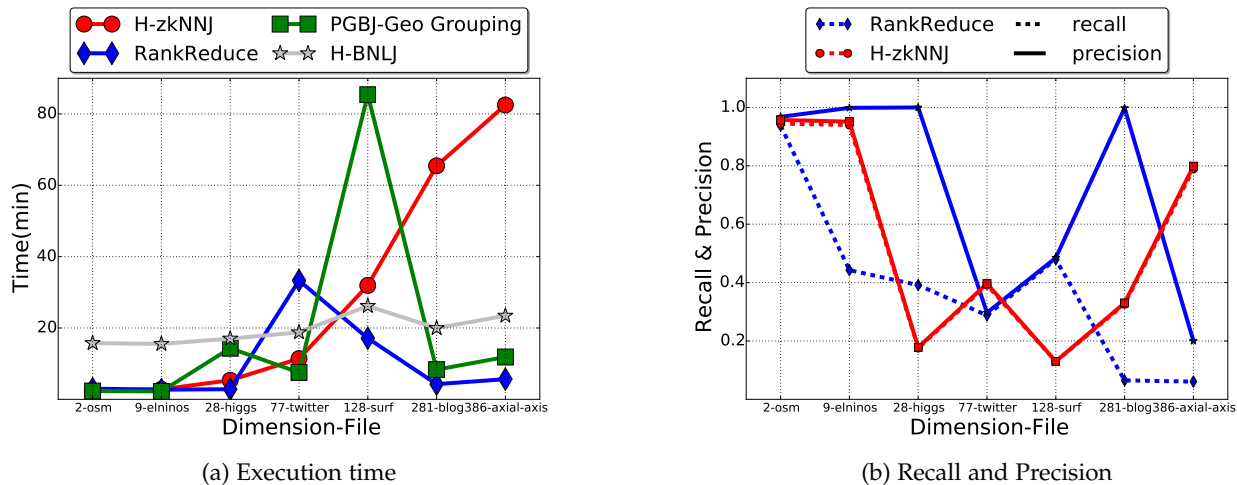 H-zkNNJ
PGBJ-Geo Grouping
RankReduce
H-BNLJ
Time(min)
80
60
40
20
2-osm 9-elninos 28-higgs 77-twitter 128-surf 281-blog 386-axial-axis
Dimension-File
(a) Execution time
RankReduce
recall
H-zkNNJ
precision
Recall & Precision
1.0
0.8
0.6
0.4
0.2
2-osm 9-elninos 28-higgs 77-twitter 128-surf 281-blog 386-axial-axis
Dimension-File
(b) Recall and Precision